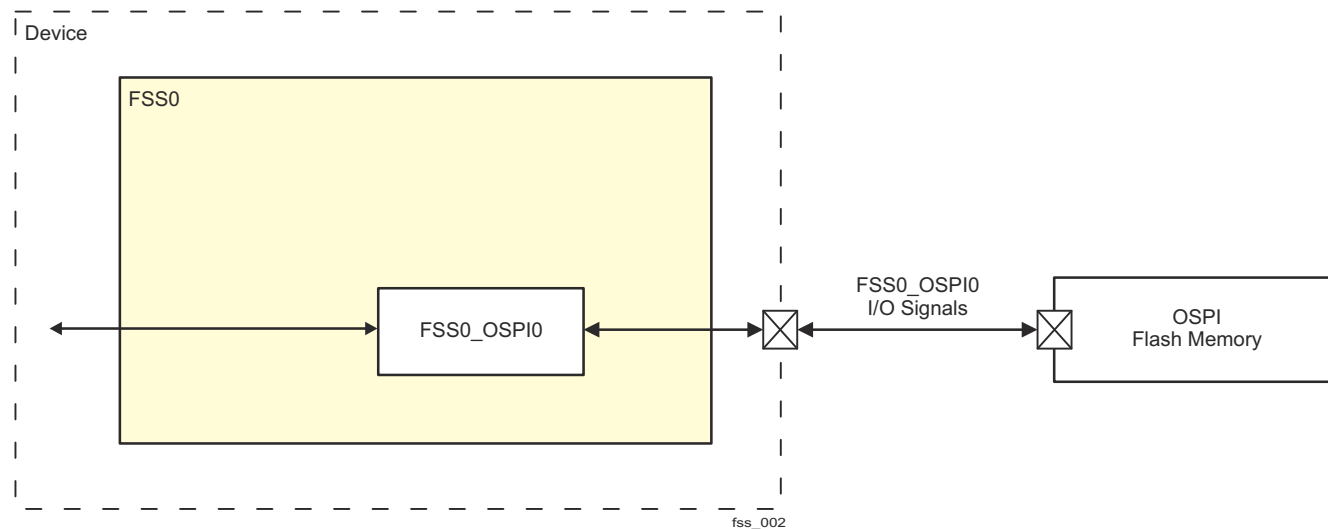 Device
FSS0
FSS0_OSPI0
FSS0_OSPI0
I/O Signals
OSPI
Flash Memory
fss_002